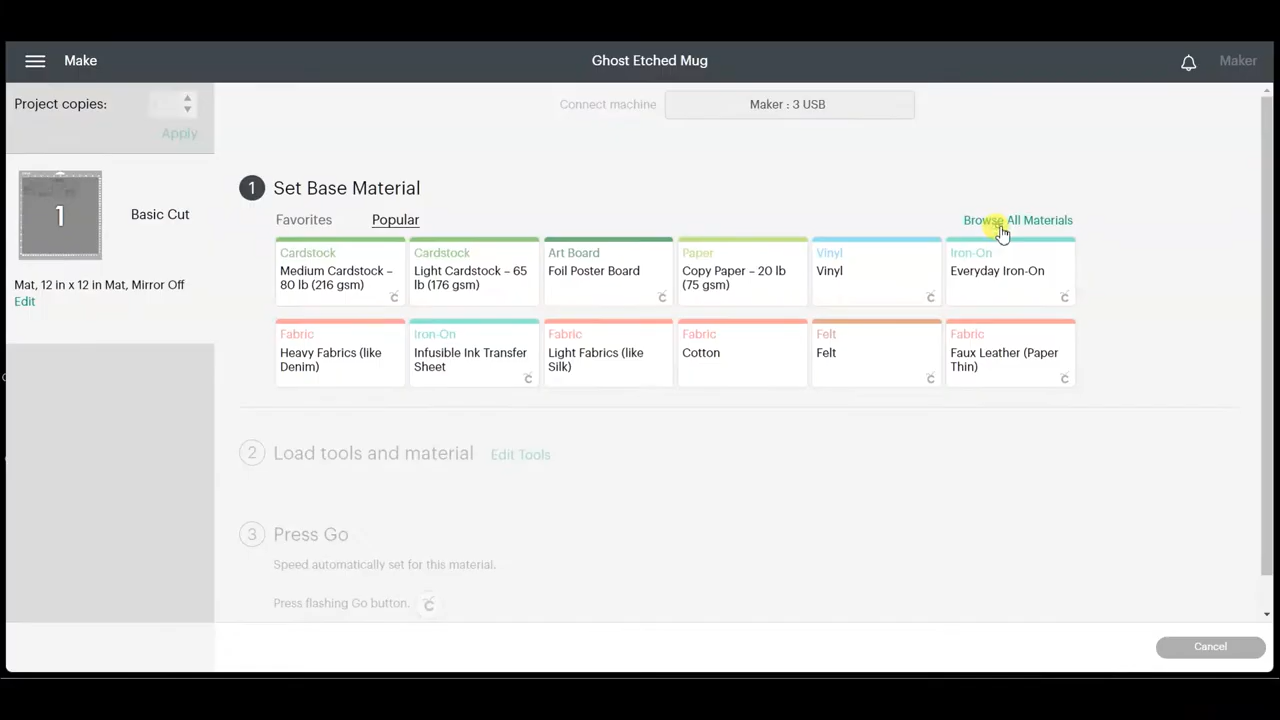 Make
Ghost Etched Mug
Maker
Project copies:
Apply
Connect machine
Maker : 3 USB
1
Basic Cut
Mat, 12 in x 12 in Mat, Mirror Off
Edit
1 Set Base Material
Favorites
Popular
Browse All Materials
Cardstock
Medium Cardstock –
80 lb (216 gsm)
Cardstock
Light Cardstock – 65
lb (176 gsm)
Art Board
Foil Poster Board
Paper
Copy Paper – 20 lb
(75 gsm)
Vinyl
Vinyl
Iron-On
Everyday Iron-On
Fabric
Heavy Fabrics (like
Denim)
Iron-On
Infusible Ink Transfer
Sheet
Fabric
Light Fabrics (like
Silk)
Fabric
Cotton
Felt
Felt
Fabric
Faux Leather (Paper
Thin)
2 Load tools and material
Edit Tools
3 Press Go
Speed automatically set for this material.
Press flashing Go button.
Cancel